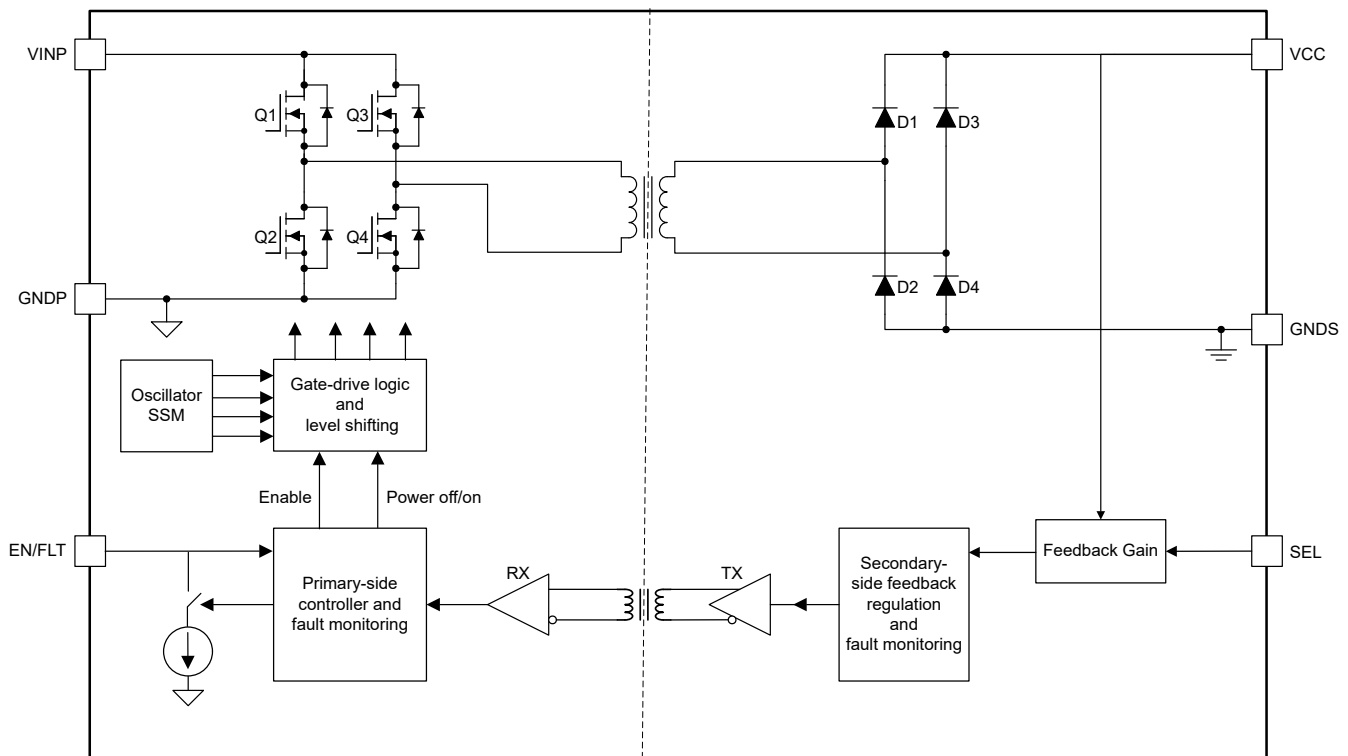 VINP
VCC
Q1
Q3
D1
D3
Q2
Q4
D2
D4
GNDP
GNDS
Oscillator
SSM
Gate-drive logic
and
level shifting
Enable
Power off/on
EN/FLT
Primary-side
controller and
fault monitoring
RX
TX
Secondary-
side feedback
regulation
and
fault monitoring
Feedback Gain
SEL